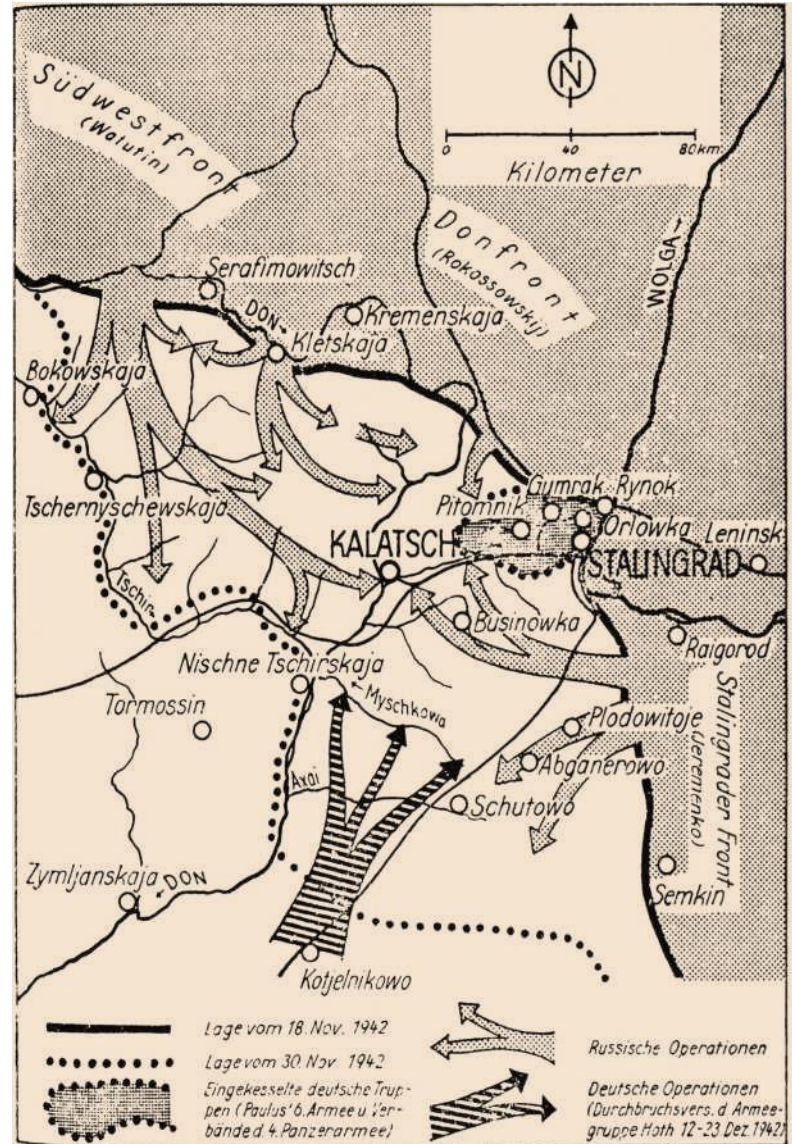 Südwestfront
(Watutin)
N
0 40 80 km
Kilometer
Donfront
(Rokossowskij)
WOLGA
Serafimowitsch
DON
Kremenskaja
Kletskaja
Bokowskaja
Tschernyschewskaja
Gumrak Rynok
Pitomnik
Orlowka
Leninsk
KALATSCH
STALINGRAD
Tschir
Businowka
Raigorod
Nischne Tschirskaja
Myschkowa
Tormossin
Plodowitoje
Stalingrader Front
(Jeremenko)
Abganerowo
Axai
Schutowo
Zymljanskaja
DON
Semkin
Kotjelnikowo
Lage vom 18. Nov. 1942
Lage vom 30. Nov. 1942
Eingekesselte deutsche Trup-
pen (Paulus' 6. Armee u. Ver-
bände d. 4. Panzerarmee)
Russische Operationen
Deutsche Operationen
(Durchbruchsvers. d. Armee-
gruppe Hoth 12-23 Dez. 1942)